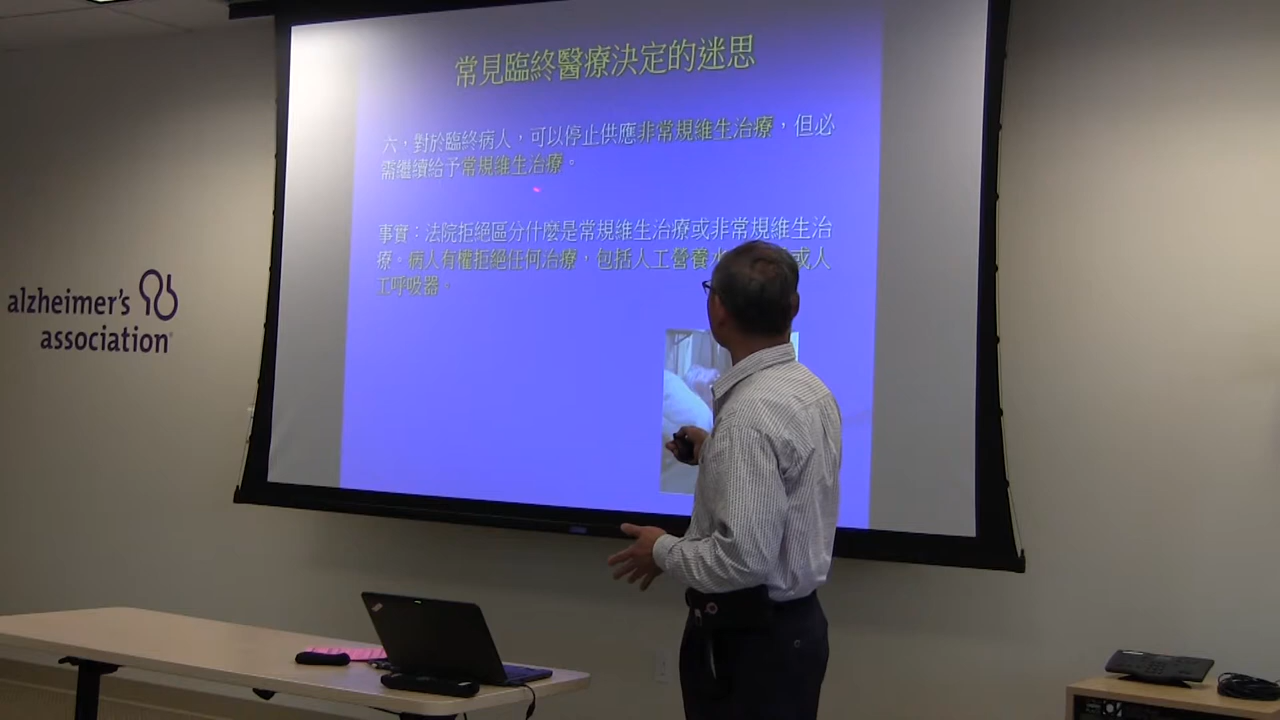 alzheimer's
association
常見臨終醫療決定的迷思
六，對於臨終病人，可以停止供應非常規維生治療，但必
需繼續給予常規維生治療。
事實：法院拒絕區分什麼是常規維生治療或非常規維生治
療。病人有權拒絕任何治療，包括人工營養水 或人
工呼吸器。